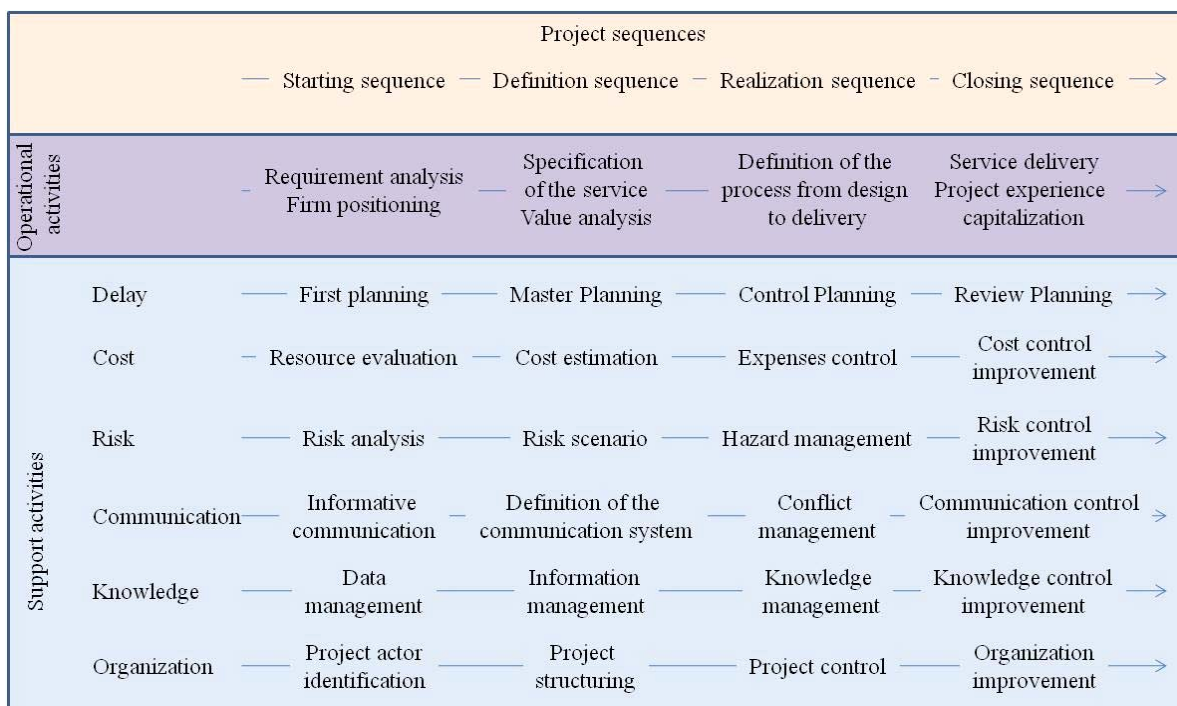 Project sequences
Starting sequence
Definition sequence
Realization sequence
Closing sequence
Operational
activities
Requirement analysis
Firm positioning
Specification
of the service
Value analysis
Definition of the
process from design
to delivery
Service delivery
Project experience
capitalization
Support activities
Delay
First planning
Master Planning
Control Planning
Review Planning
Cost
Resource evaluation
Cost estimation
Expenses control
Cost control
improvement
Risk
Risk analysis
Risk scenario
Hazard management
Risk control
improvement
Communication
Informative
communication
Definition of the
communication system
Conflict
management
Communication control
improvement
Knowledge
Data
management
Information
management
Knowledge
management
Knowledge control
improvement
Organization
Project actor
identification
Project
structuring
Project control
Organization
improvement